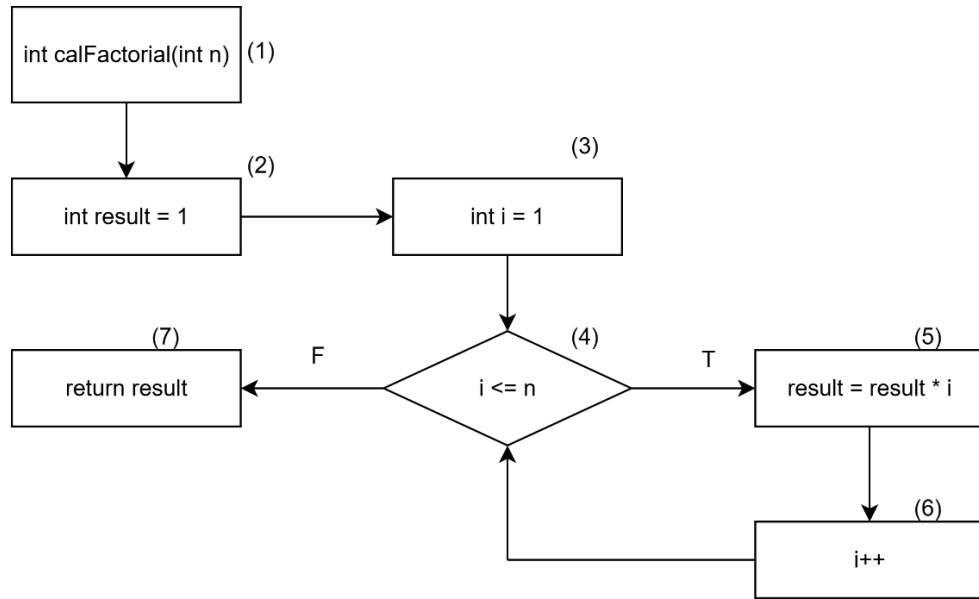 int calFactorial(int n)
(1)
(2)
int result = 1
(3)
int i = 1
(4)
i <= n
T
(5)
result = result * i
(6)
i++
F
(7)
return result